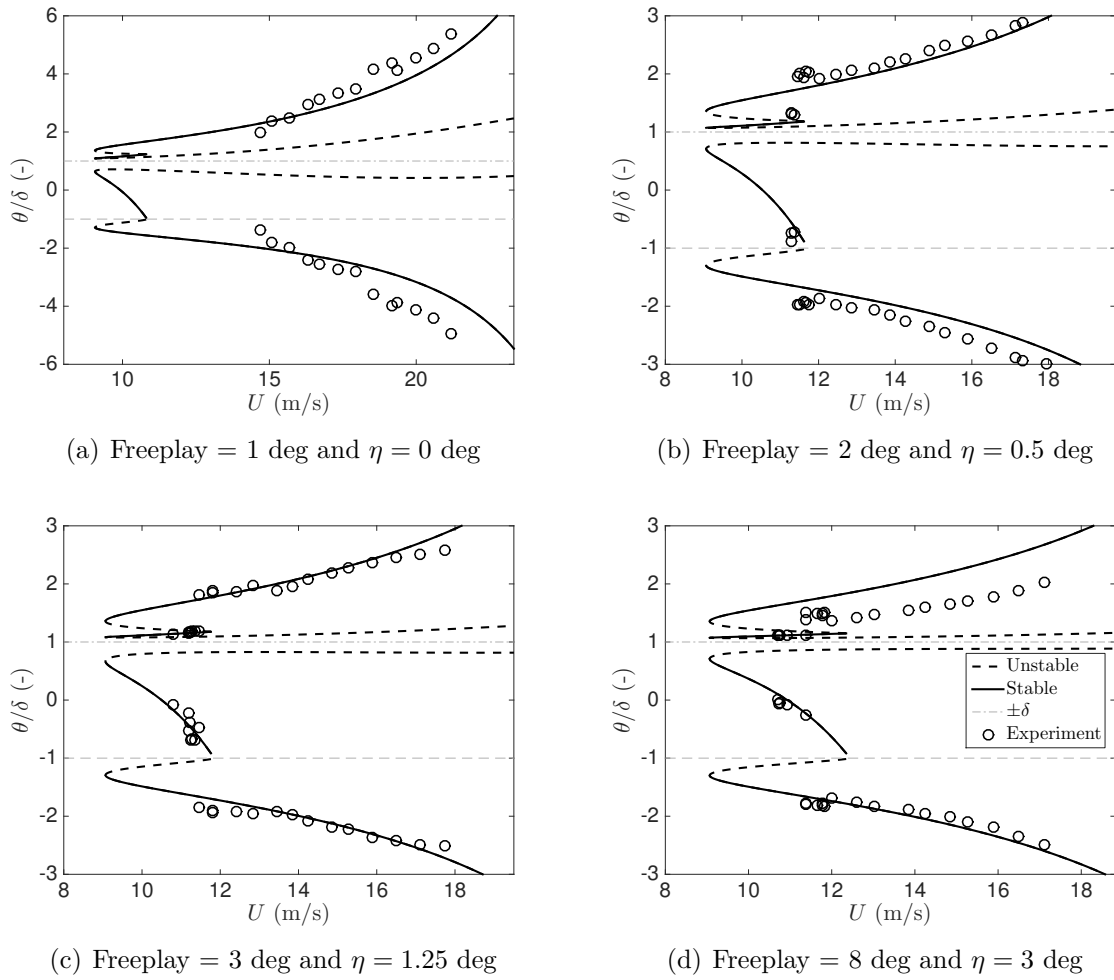 6
4
2
0
-2
-4
-6
θ/δ (-)
10 15 20
U (m/s)
(a) Freeplay = 1 deg and η = 0 deg
3
2
1
0
-1
-2
-3
θ/δ (-)
8 10 12 14 16 18
U (m/s)
(b) Freeplay = 2 deg and η = 0.5 deg
3
2
1
0
-1
-2
-3
θ/δ (-)
8 10 12 14 16 18
U (m/s)
(c) Freeplay = 3 deg and η = 1.25 deg
3
2
1
0
-1
-2
-3
θ/δ (-)
8 10 12 14 16 18
U (m/s)
Unstable
Stable
±δ
Experiment
(d) Freeplay = 8 deg and η = 3 deg